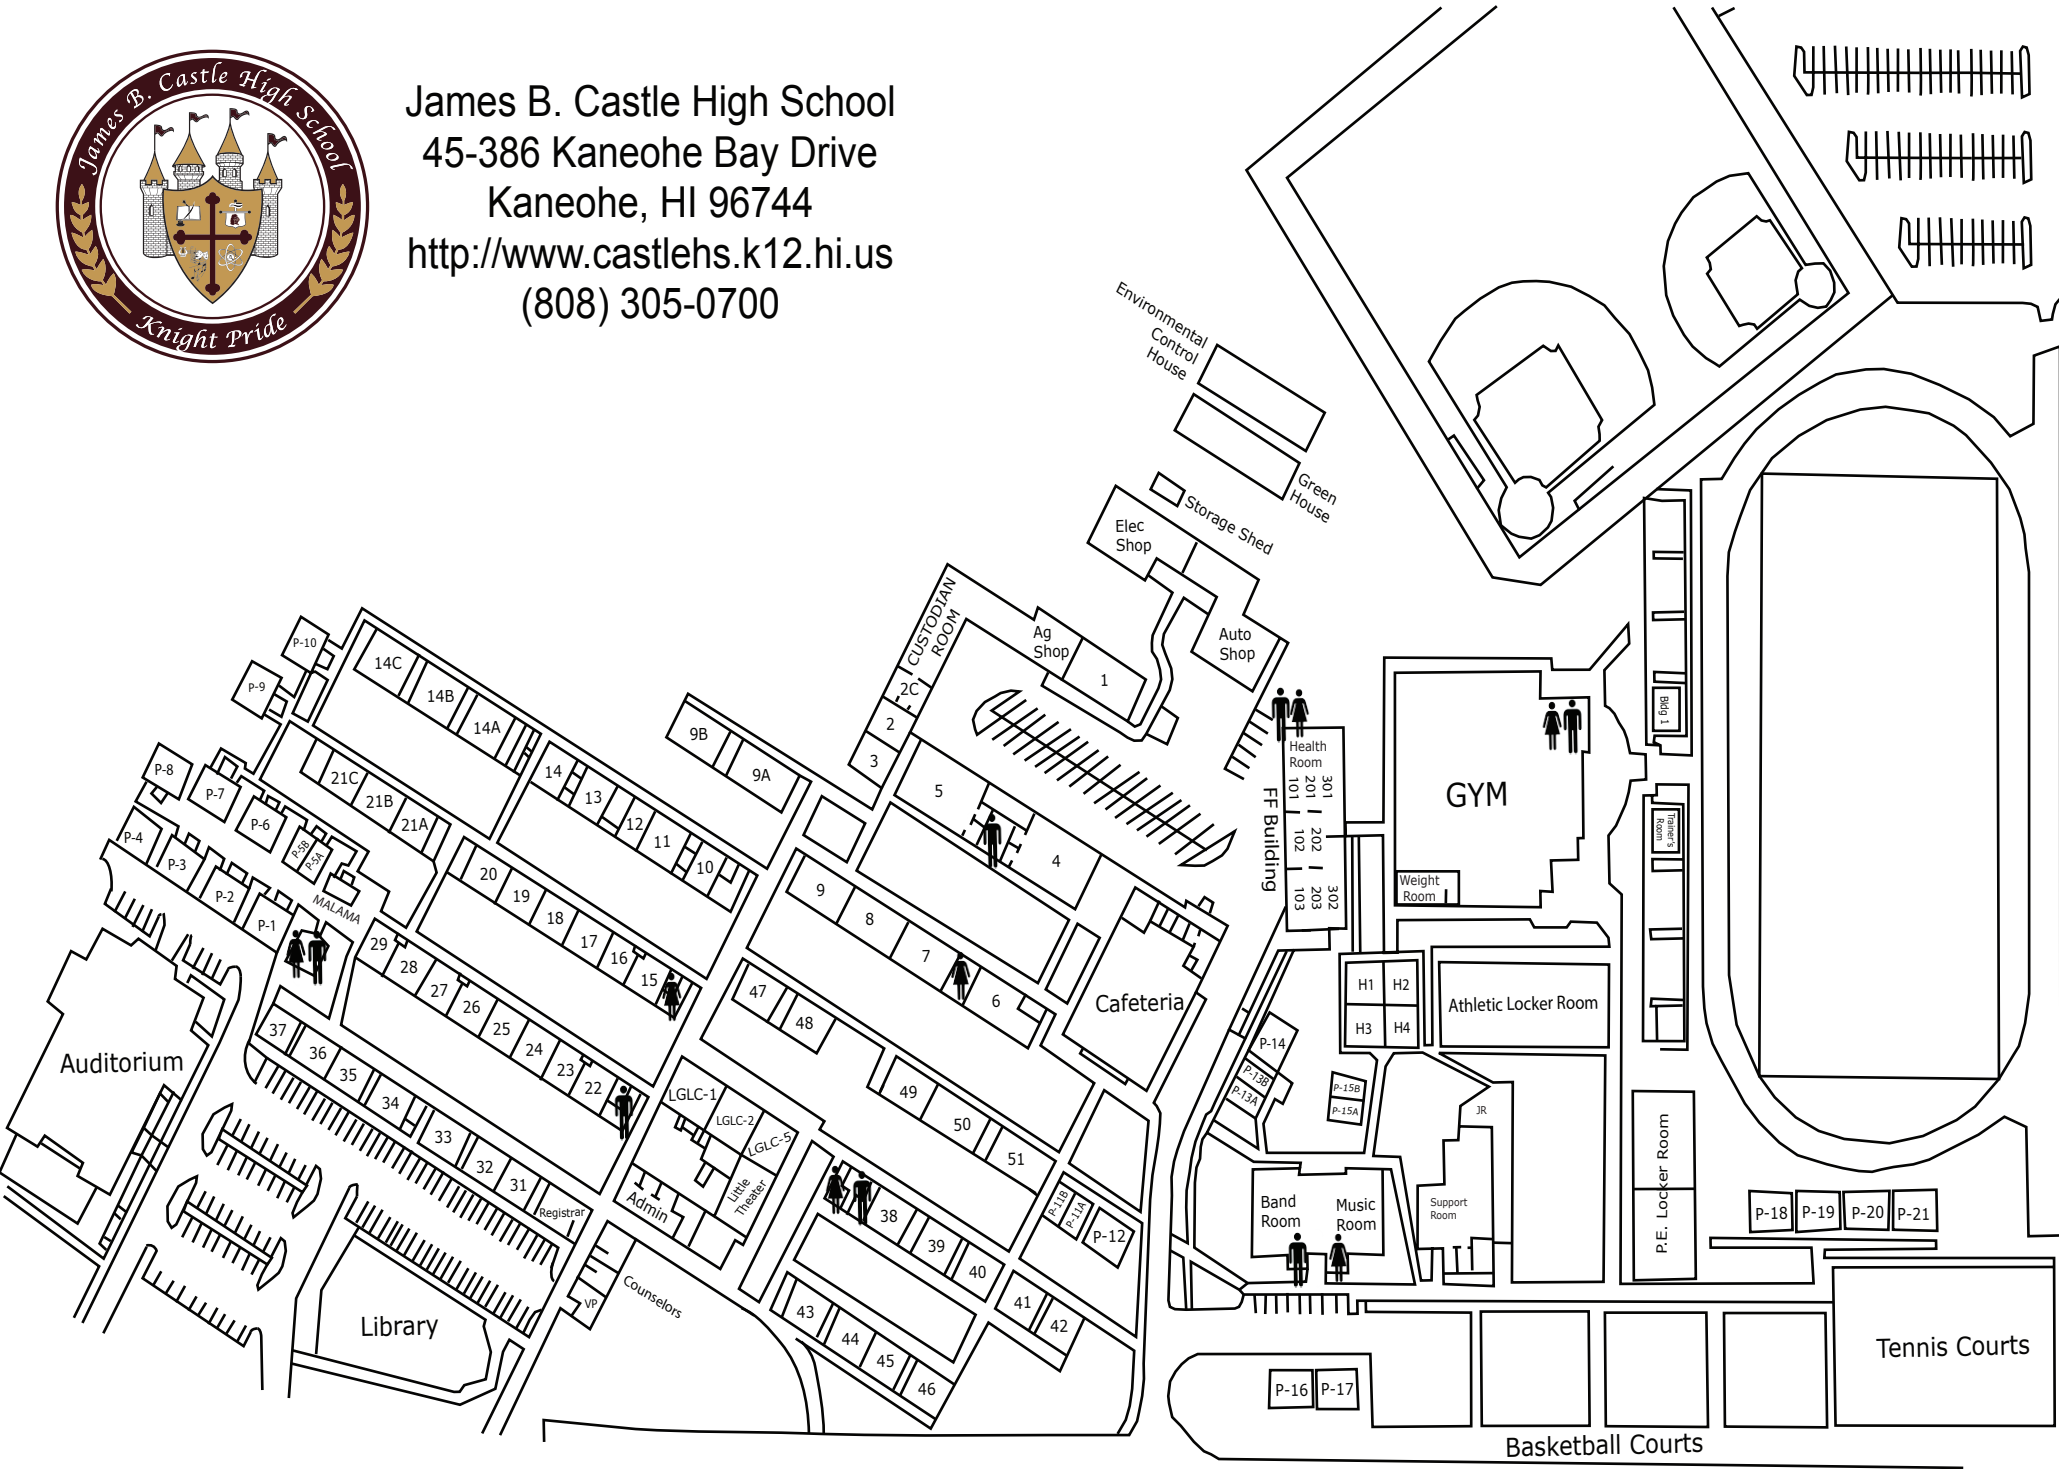 James B. Castle High School
Knight Pride
James B. Castle High School
45-386 Kaneohe Bay Drive
Kaneohe, HI 96744
http://www.castlehs.k12.hi.us
(808) 305-0700
Environmental
Control
House
Green
House
Storage Shed
Elec
Shop
Auto
Shop
CUSTODIAN
ROOM
Ag
Shop
1
2C
2
3
P-10
P-9
14C
14B
14A
14
13
12
11
10
9B
9A
5
4
P-8
P-7
P-6
P-5B
P-5A
21C
21B
21A
20
19
18
17
16
15
9
8
7
6
P-4
P-3
P-2
P-1
MALAMA
29
28
27
26
25
24
23
22
47
48
49
50
51
Cafeteria
Auditorium
37
36
35
34
33
32
31
Registrar
LGLC-1
LGLC-2
LGLC-5
Little
Theater
Admin
Counselors
VP
Library
38
39
40
41
42
43
44
45
46
P-11B
P-11A
P-12
Health
Room
101
201
301
102
202
103
203
302
FF Building
GYM
Weight
Room
Bldg 1
Trainer's
Room
H1
H2
H3
H4
Athletic Locker Room
P-14
P-13B
P-13A
P-15B
P-15A
JR
Band
Room
Music
Room
Support
Room
P.E. Locker Room
P-18
P-19
P-20
P-21
P-16
P-17
Tennis Courts
Basketball Courts